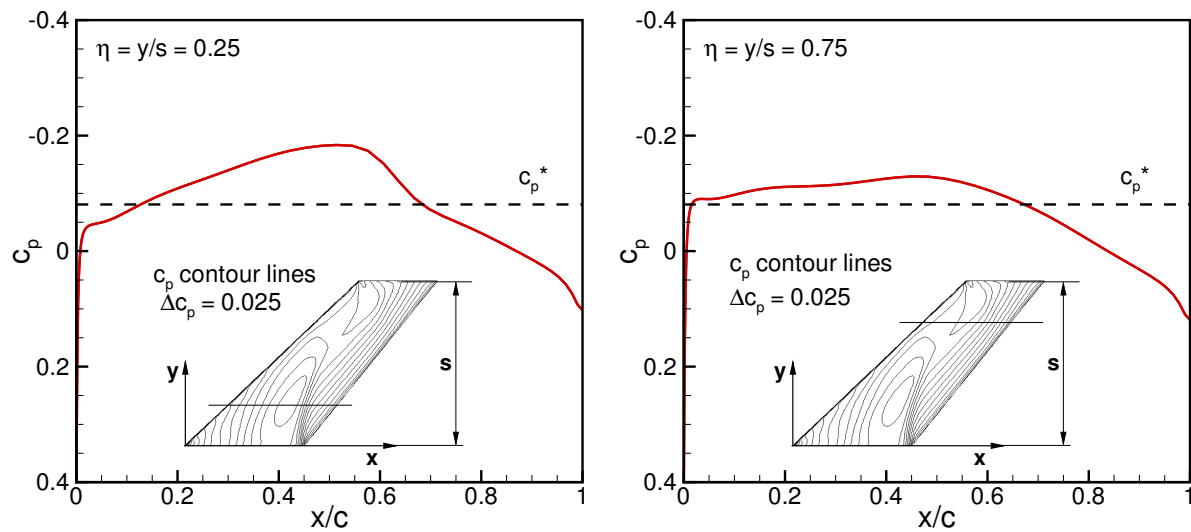 -0.4
-0.2
0
0.2
0.4
c_p
η = y/s = 0.25
c_p*
c_p contour lines
Δc_p = 0.025
y
s
x
0
0.2
0.4
0.6
0.8
1
x/c
-0.4
-0.2
0
0.2
0.4
c_p
η = y/s = 0.75
c_p*
c_p contour lines
Δc_p = 0.025
y
s
x
0
0.2
0.4
0.6
0.8
1
x/c